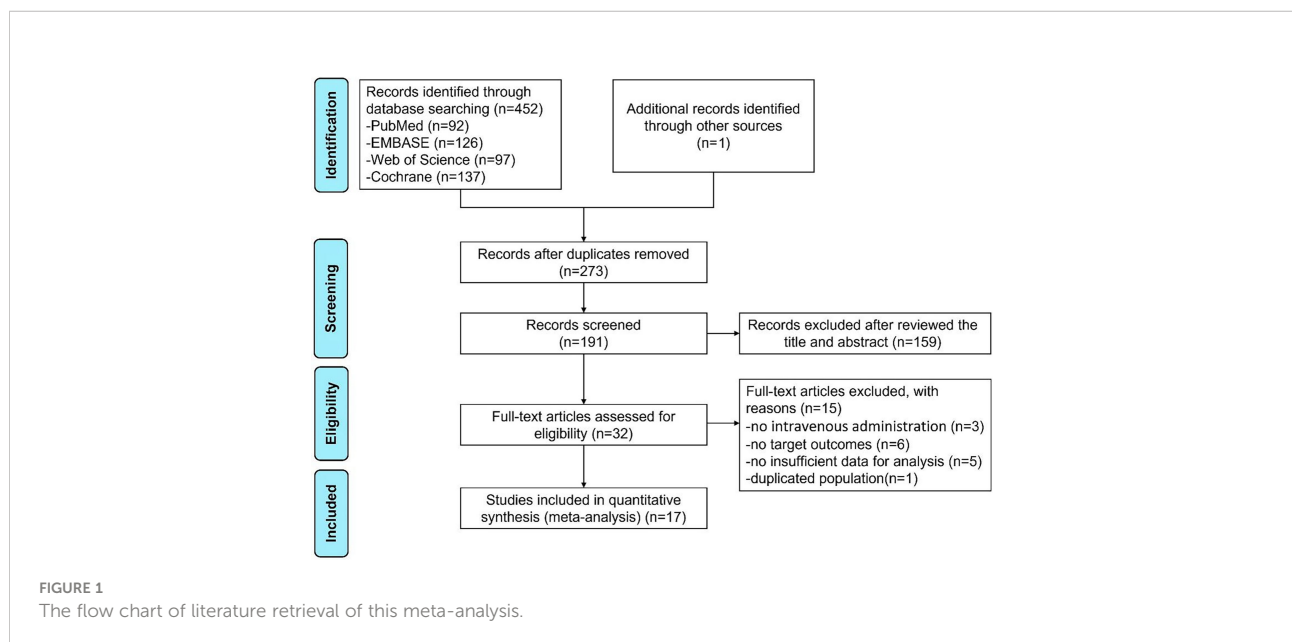 Identification
Records identified through
database searching (n=452)
-PubMed (n=92)
-EMBASE (n=126)
-Web of Science (n=97)
-Cochrane (n=137)
Additional records identified
through other sources
(n=1)
Screening
Records after duplicates removed
(n=273)
Records screened
(n=191)
Records excluded after reviewed the
title and abstract (n=159)
Eligibility
Full-text articles assessed for
eligibility (n=32)
Full-text articles excluded, with
reasons (n=15)
-no intravenous administration (n=3)
-no target outcomes (n=6)
-no insufficient data for analysis (n=5)
-duplicated population(n=1)
Included
Studies included in quantitative
synthesis (meta-analysis) (n=17)
FIGURE 1
The flow chart of literature retrieval of this meta-analysis.